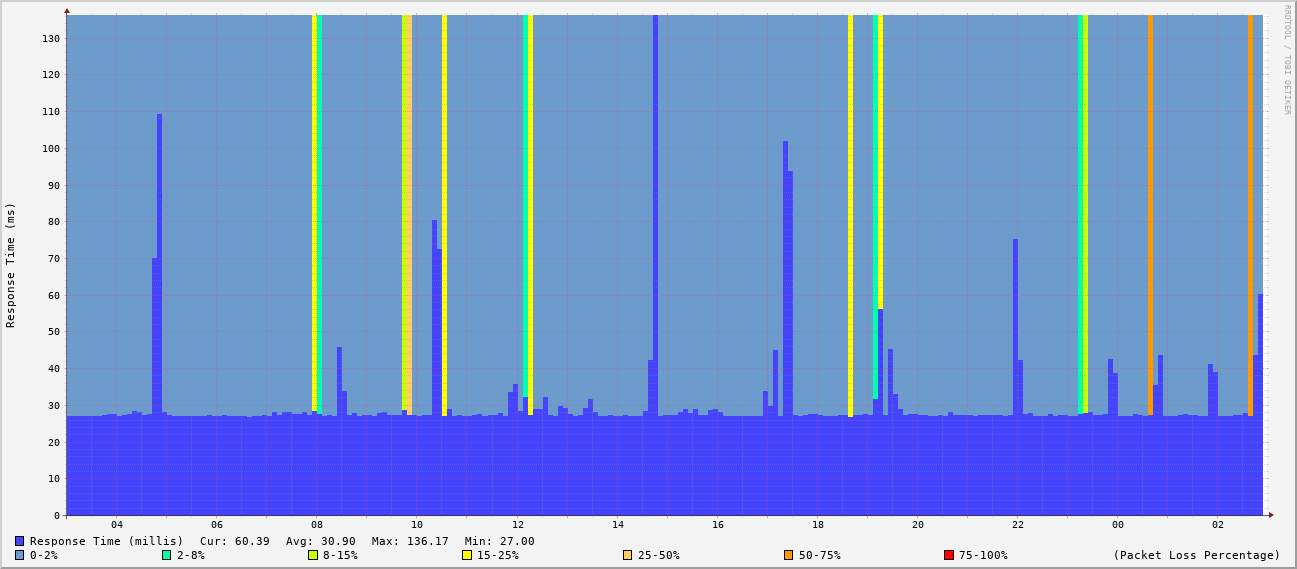 RRDTOOL / TOBI OETIKER
130
120
110
100
90
80
70
60
50
40
30
20
10
0
Response Time (ms)
04 06 08 10 12 14 16 18 20 22 00 02
Response Time (millis) Cur: 60.39 Avg: 30.90 Max: 136.17 Min: 27.00
0-2% 2-8% 8-15% 15-25% 25-50% 50-75% 75-100% (Packet Loss Percentage)